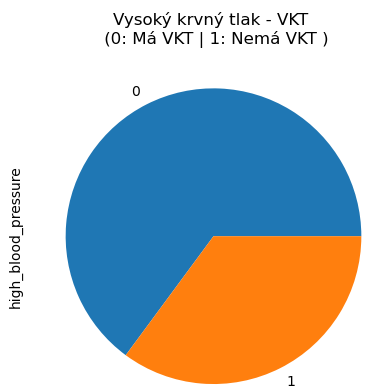 Vysoký krvný tlak - VKT
(0: Má VKT | 1: Nemá VKT )
0
high_blood_pressure
1